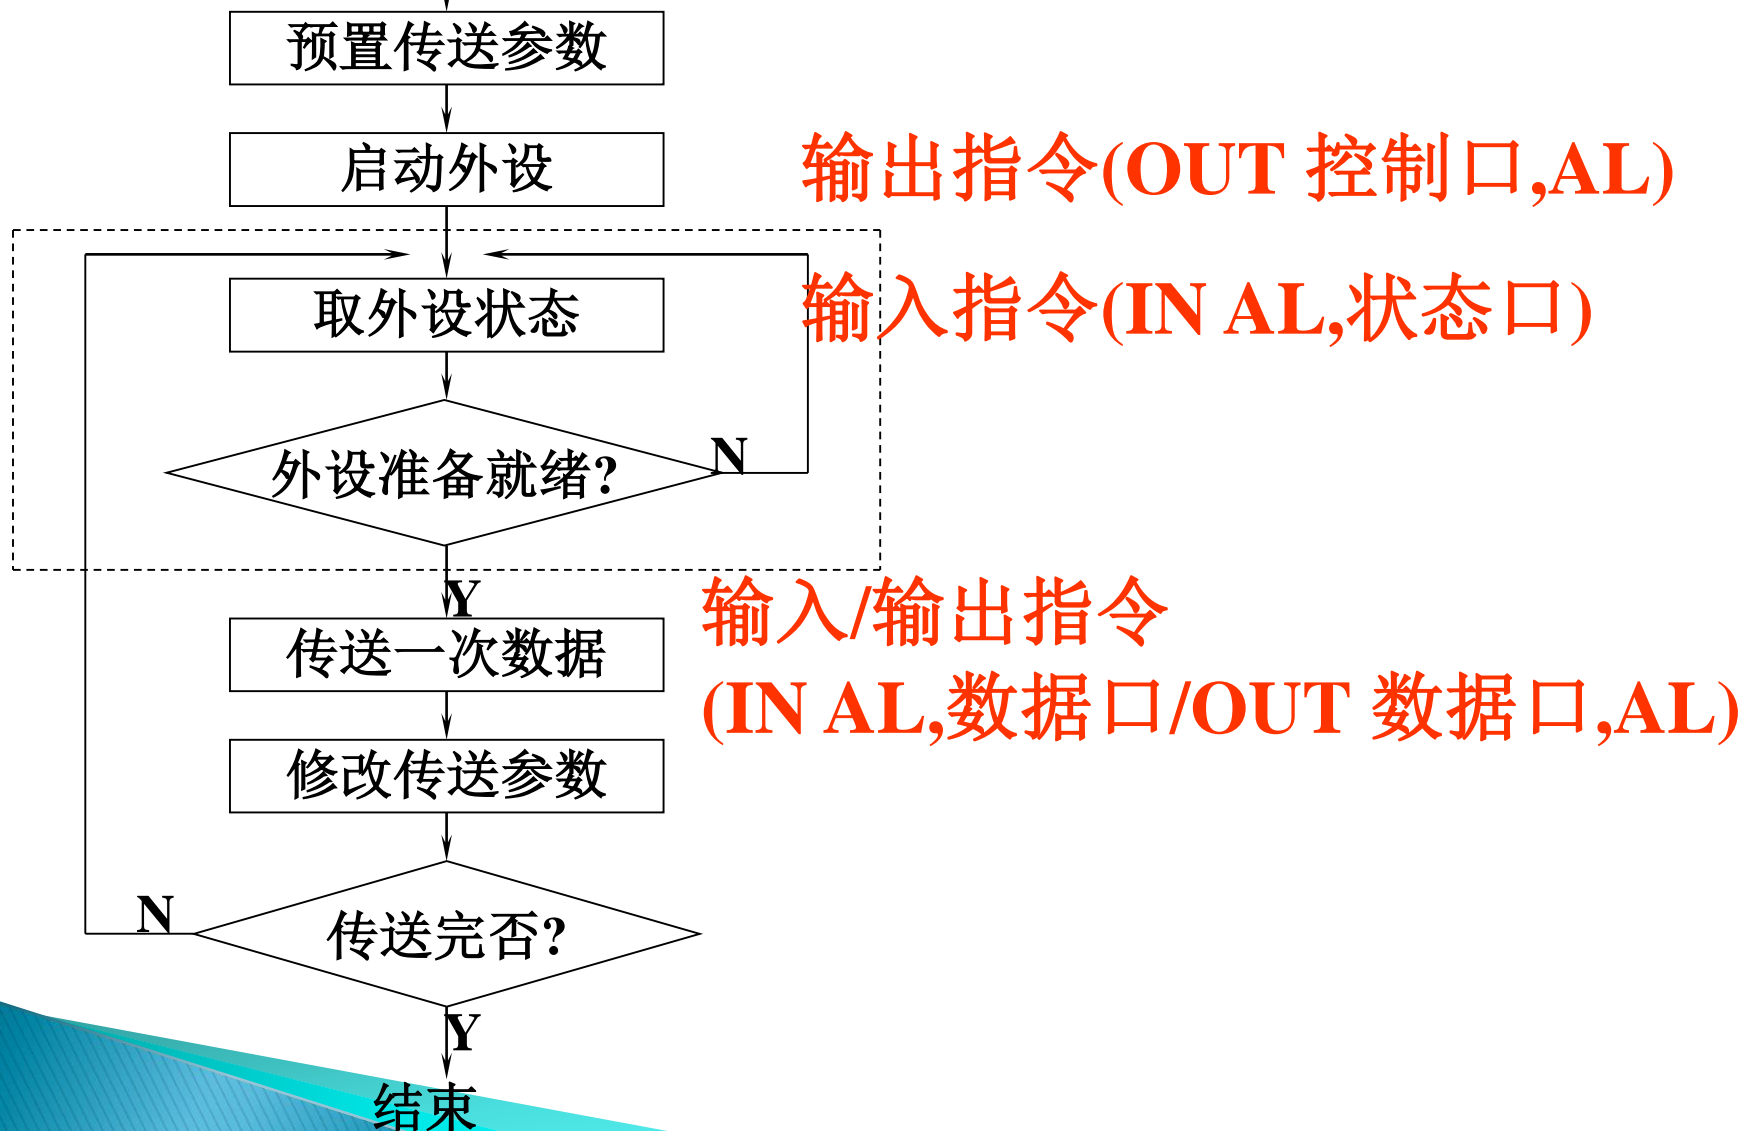 预置传送参数
启动外设
输出指令(OUT 控制口,AL)
取外设状态
输入指令(IN AL,状态口)
外设准备就绪?
N
Y
传送一次数据
输入/输出指令
(IN AL,数据口/OUT 数据口,AL)
修改传送参数
N
传送完否?
Y
结束